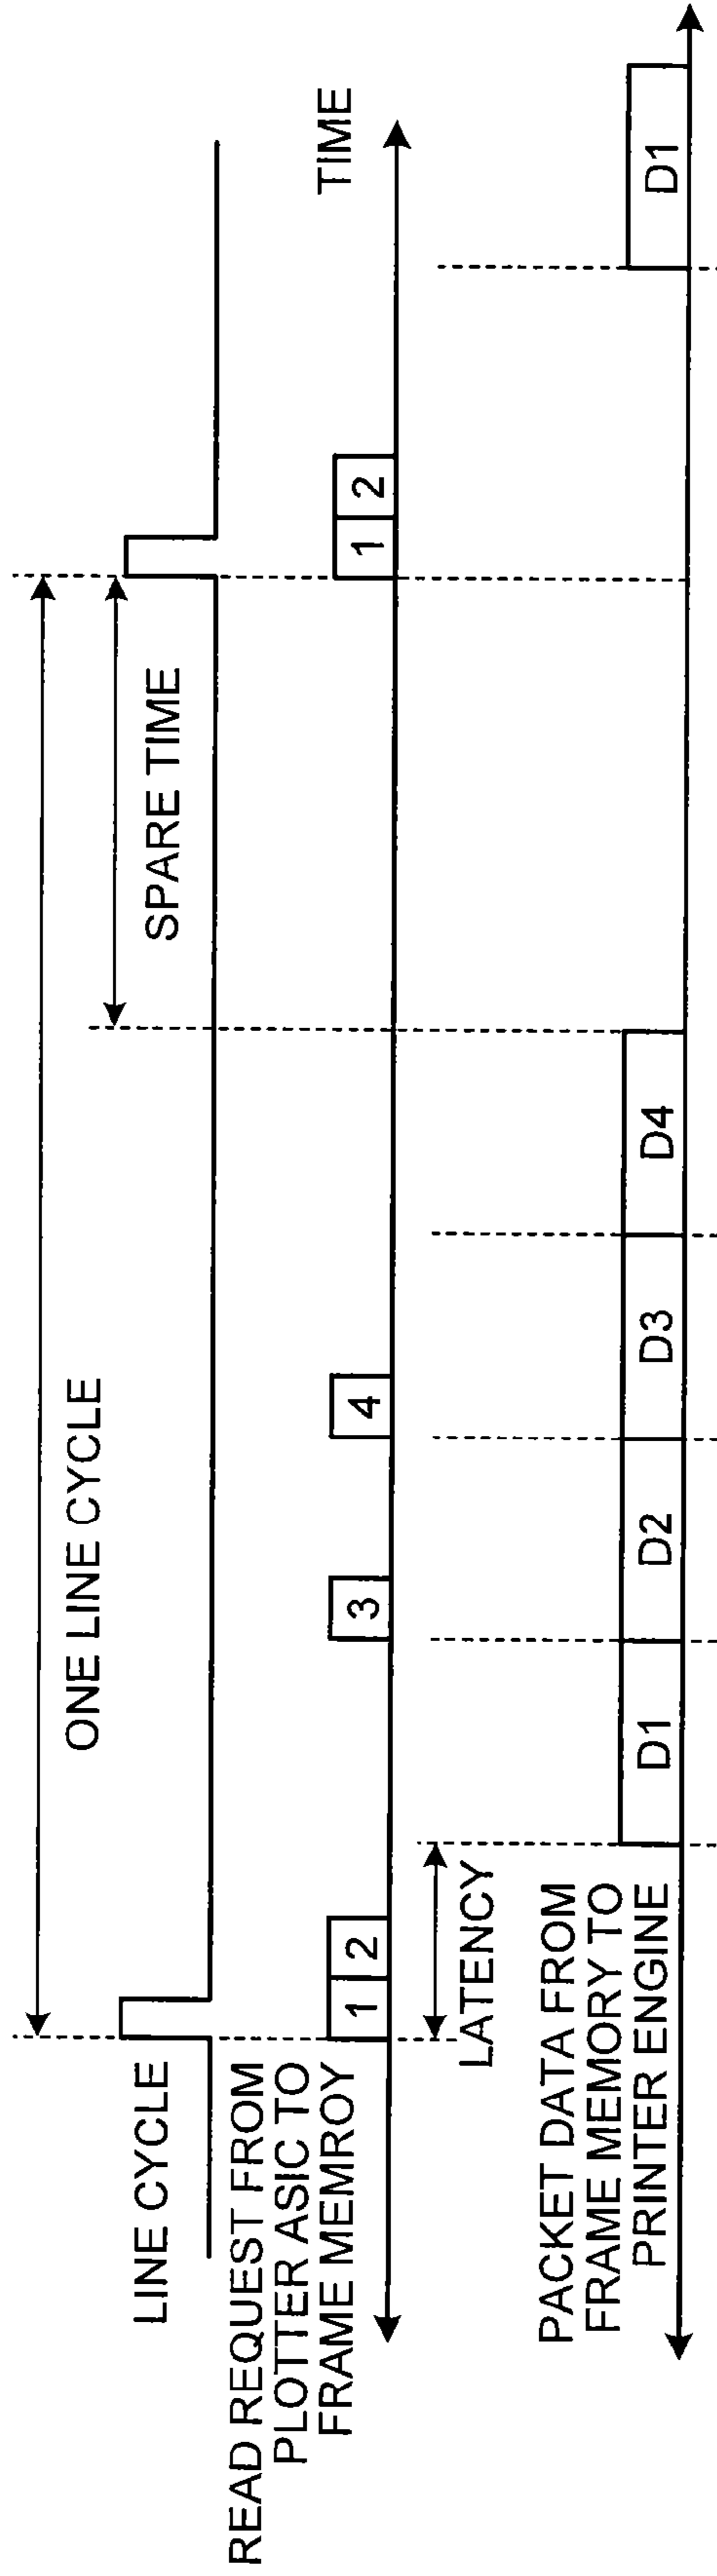 ONE LINE CYCLE
SPARE TIME
LINE CYCLE
READ REQUEST FROM
PLOTTER ASIC TO
FRAME MEMROY
1
2
3
4
1
2
TIME
LATENCY
PACKET DATA FROM
FRAME MEMORY TO
PRINTER ENGINE
D1
D2
D3
D4
D1